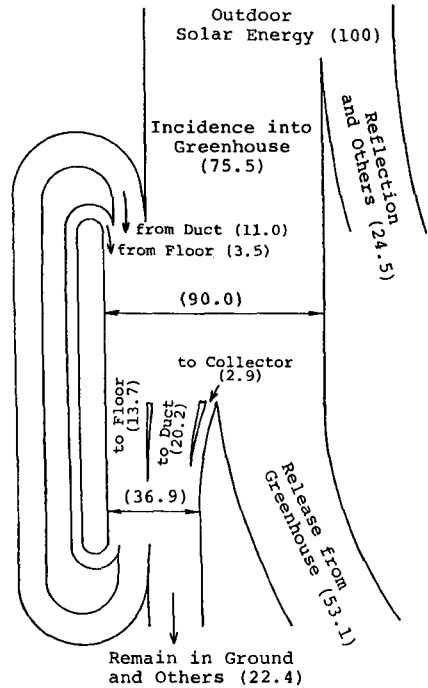 Outdoor
Solar Energy (100)
Reflection
and Others (24.5)
Incidence into
Greenhouse
(75.5)
from Duct (11.0)
from Floor (3.5)
(90.0)
to Collector
(2.9)
to Floor
(13.7)
to Duct
(20.2)
(36.9)
Release from
Greenhouse (53.1)
Remain in Ground
and Others (22.4)